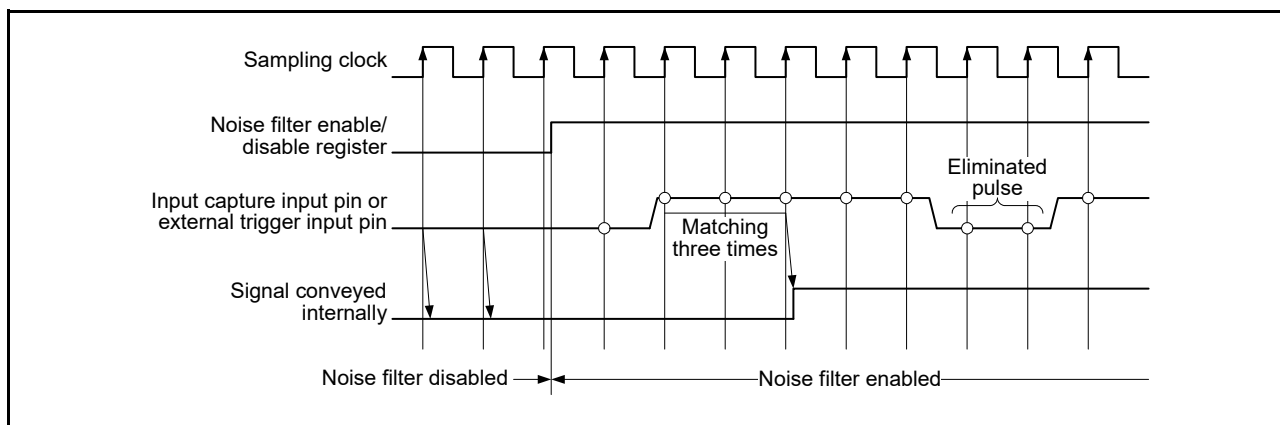 Sampling clock
Noise filter enable/
disable register
Input capture input pin or
external trigger input pin
Eliminated
pulse
Matching
three times
Signal conveyed
internally
Noise filter disabled
Noise filter enabled